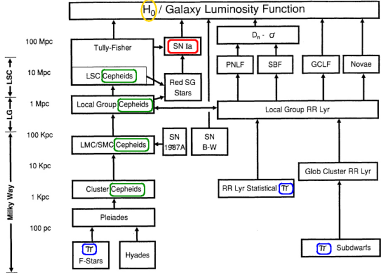 H₀ / Galaxy Luminosity Function
100 Mpc
Tully-Fisher
SN Ia
Dn - σ
LSC
10 Mpc
LSC Cepheids
Red SG
Stars
PNLF
SBF
GCLF
Novae
LG
1 Mpc
Local Group Cepheids
Local Group RR Lyr
100 Kpc
LMC/SMC Cepheids
SN
1987A
SN
B-W
10 Kpc
Milky Way
Cluster Cepheids
RR Lyr Statistical π
Glob Cluster RR Lyr
1 Kpc
Pleiades
100 pc
π
F-Stars
Hyades
π Subdwarfs